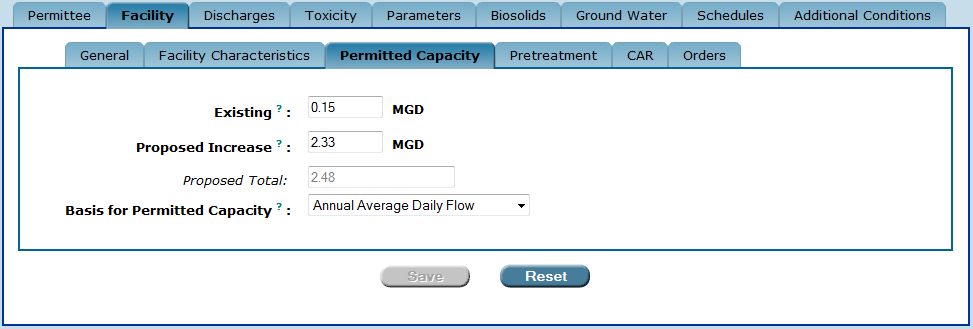 Permittee Facility Discharges Toxicity Parameters Biosolids Ground Water Schedules Additional Conditions
General Facility Characteristics Permitted Capacity Pretreatment CAR Orders
Existing ? : 0.15 MGD
Proposed Increase ? : 2.33 MGD
Proposed Total: 2.48
Basis for Permitted Capacity ? : Annual Average Daily Flow
Save Reset